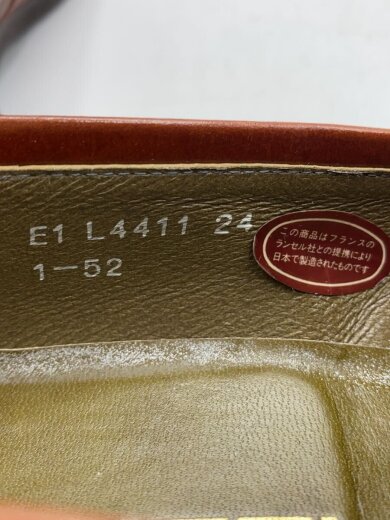 E1 L4411 24
1-52
この商品はフランスの
ランセル社との提携により
日本で製造されたものです